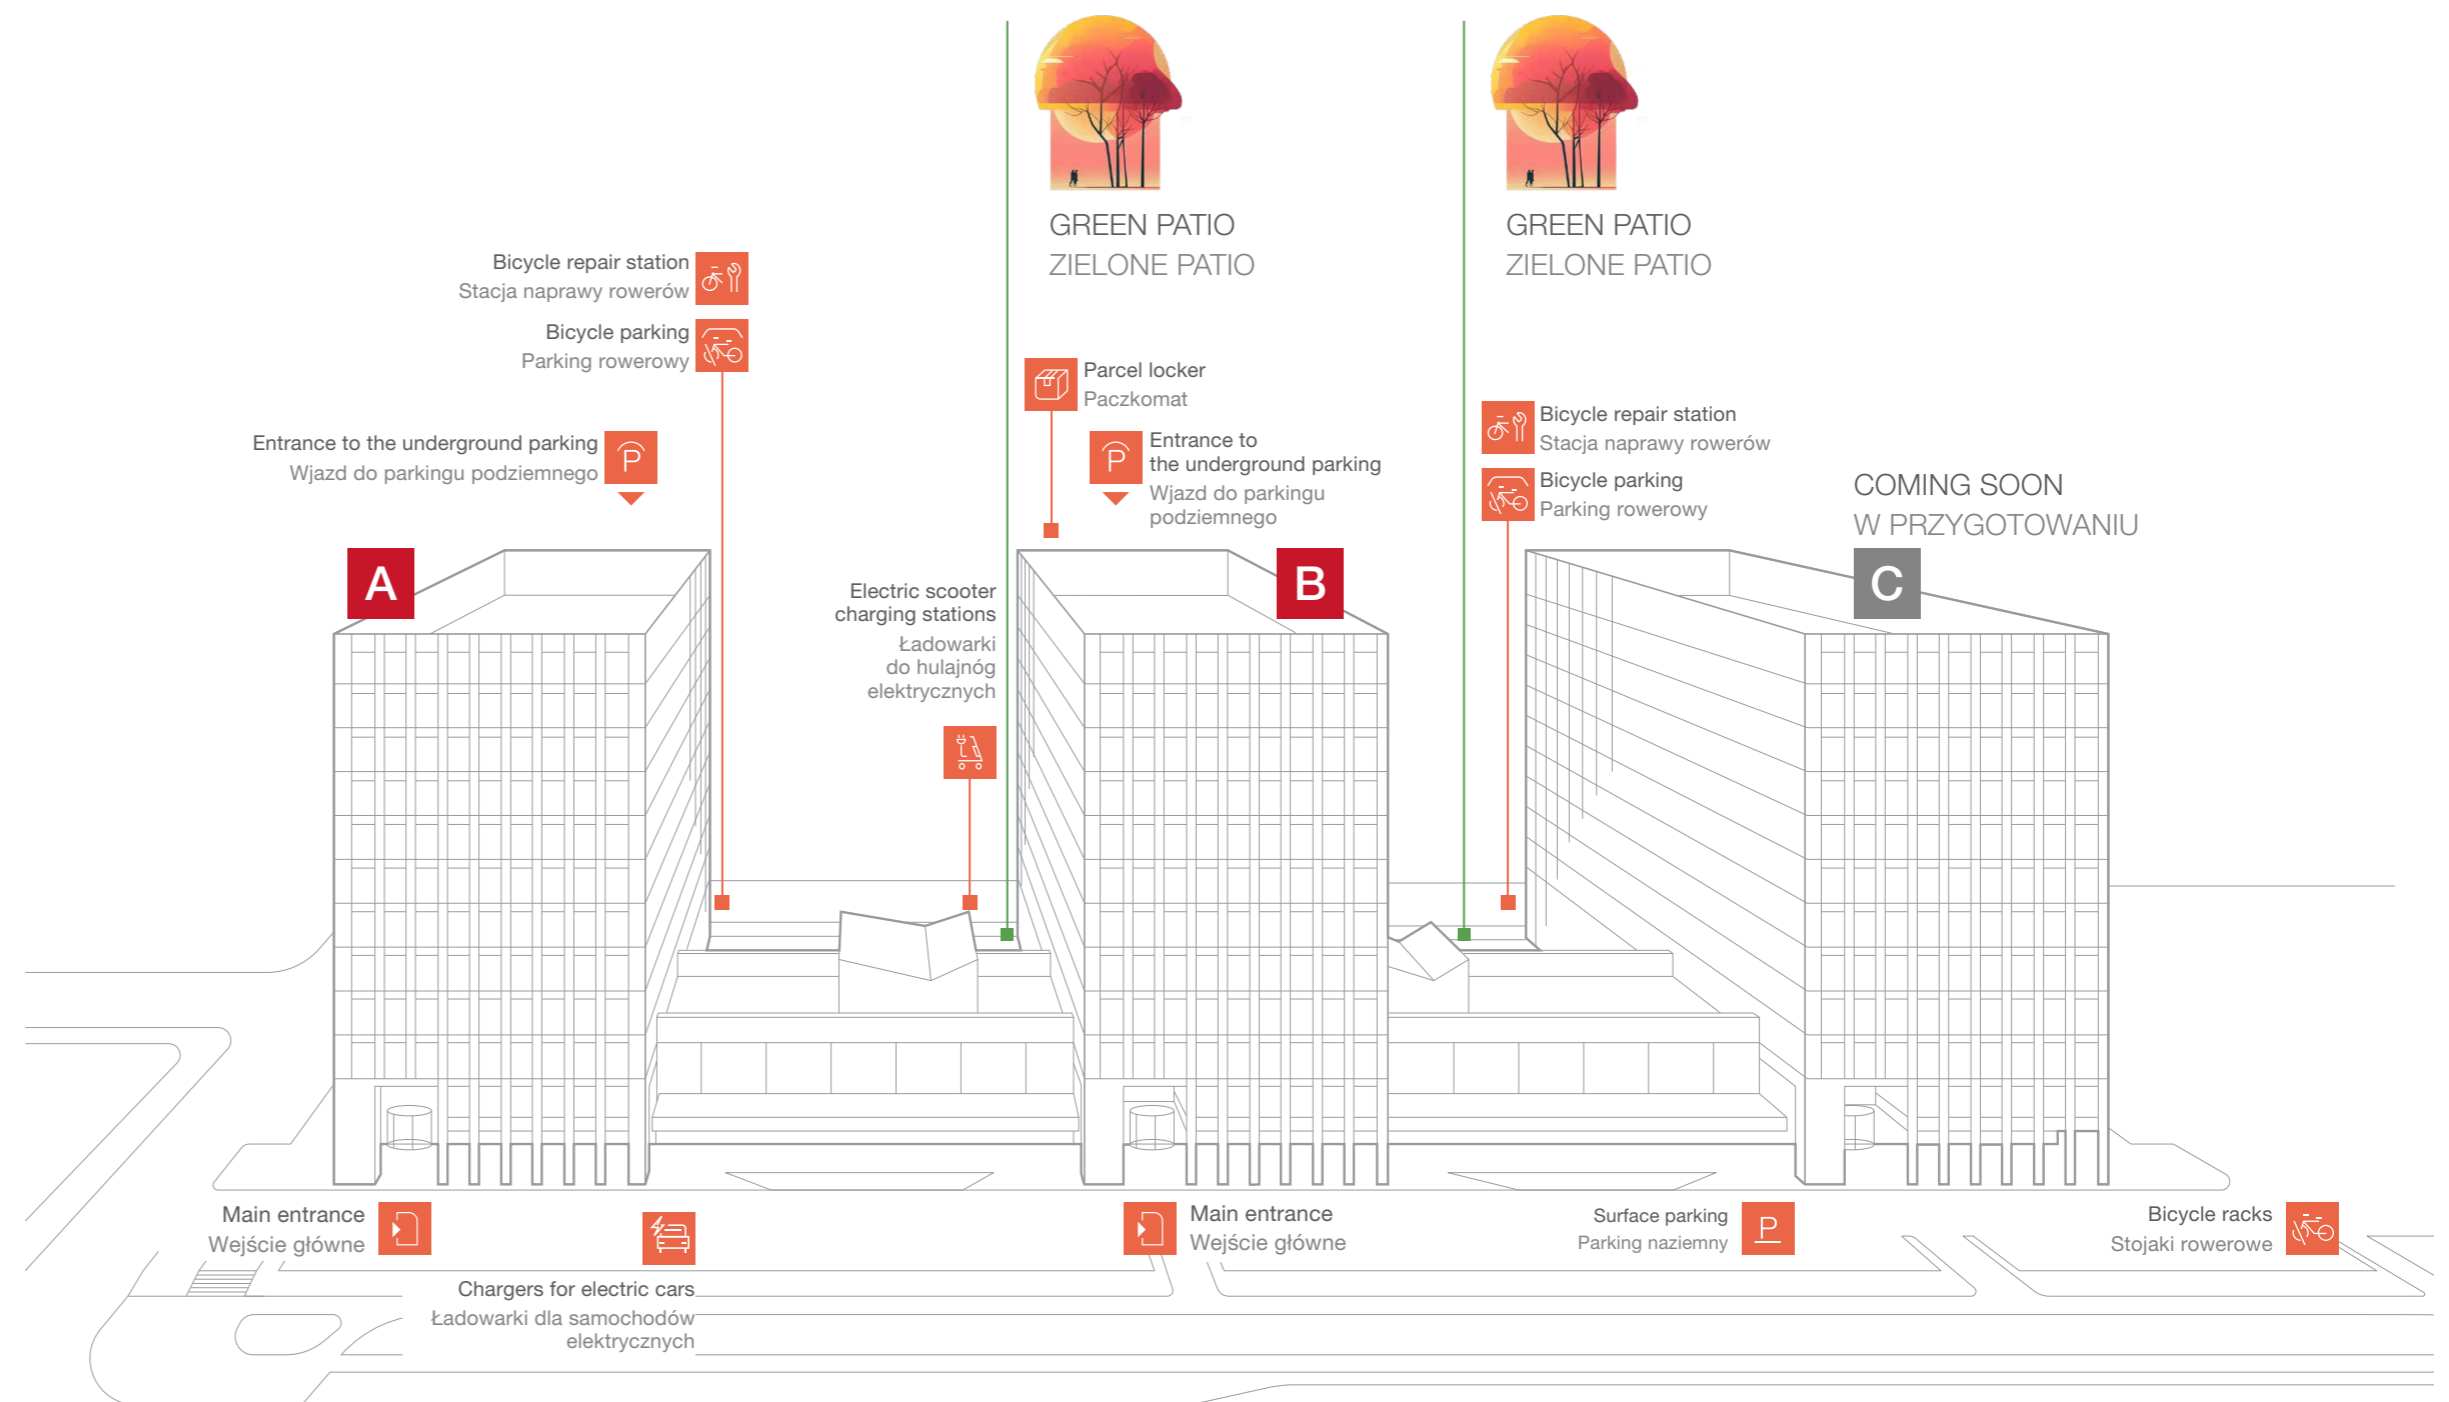 GREEN PATIO
ZIELONE PATIO
GREEN PATIO
ZIELONE PATIO
Bicycle repair station
Stacja naprawy rowerów
Bicycle parking
Parking rowerowy
Parcel locker
Paczkomat
Entrance to the underground parking
Wjazd do parkingu podziemnego
P
P
Entrance to
the underground parking
Wjazd do parkingu
podziemnego
Bicycle repair station
Stacja naprawy rowerów
Bicycle parking
Parking rowerowy
COMING SOON
W PRZYGOTOWANIU
A
B
C
Electric scooter
charging stations
Ładowarki
do hulajnóg
elektrycznych
Main entrance
Wejście główne
Chargers for electric cars
Ładowarki dla samochodów
elektrycznych
Main entrance
Wejście główne
Surface parking
Parking naziemny
P
Bicycle racks
Stojaki rowerowe